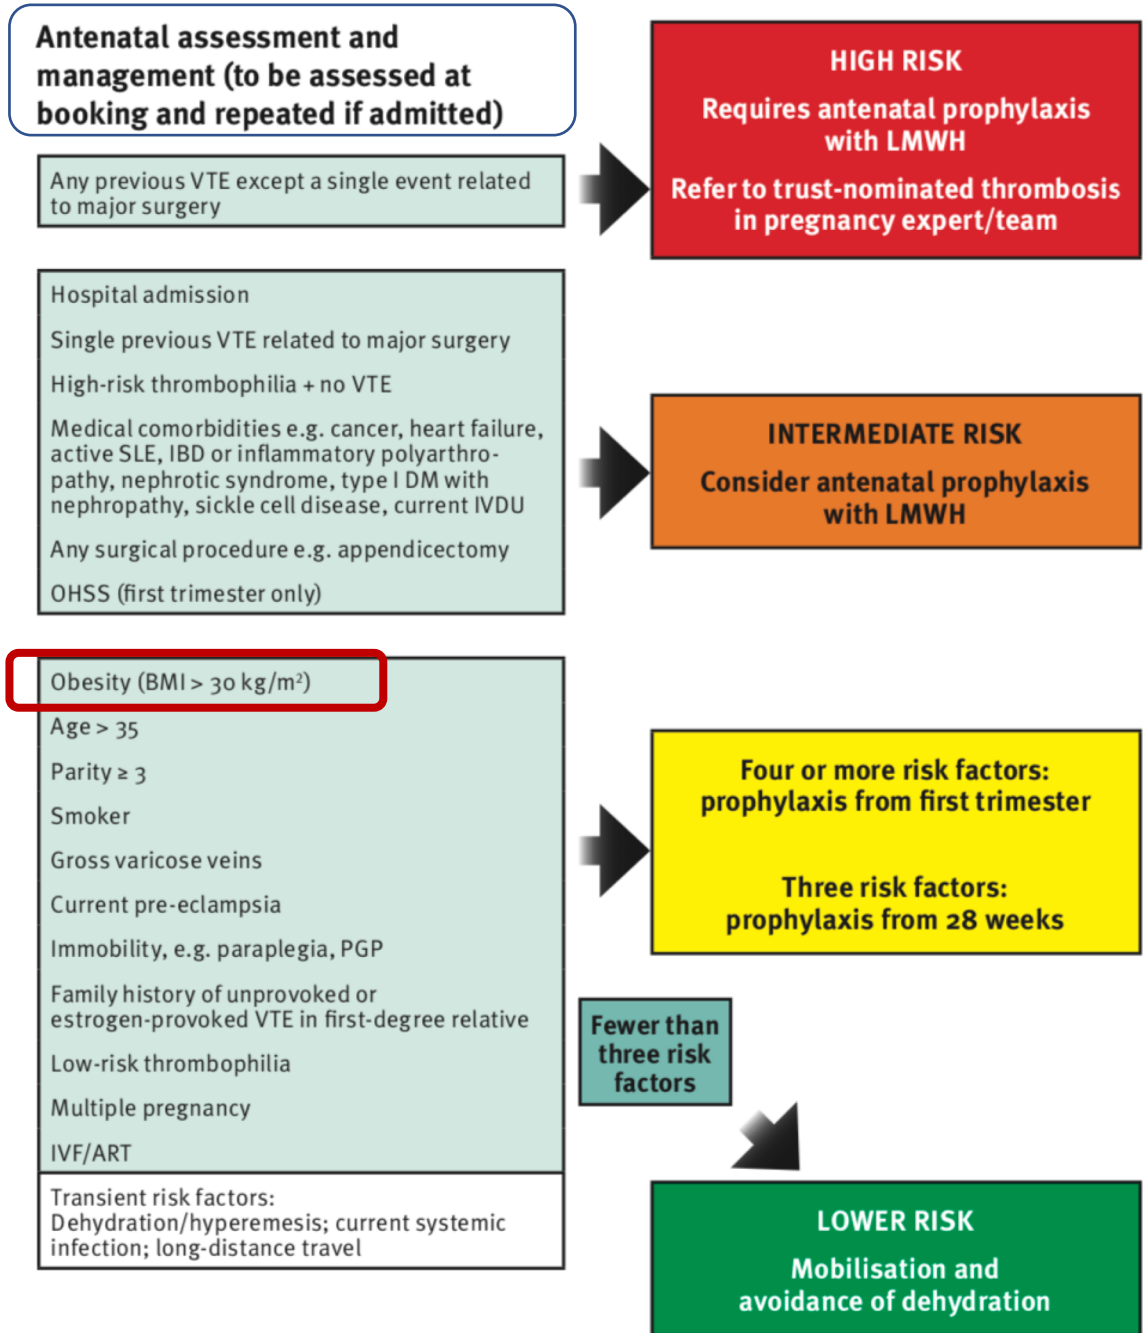 Antenatal assessment and
management (to be assessed at
booking and repeated if admitted)
Any previous VTE except a single event related
to major surgery
HIGH RISK
Requires antenatal prophylaxis
with LMWH
Refer to trust-nominated thrombosis
in pregnancy expert/team
Hospital admission
Single previous VTE related to major surgery
High-risk thrombophilia + no VTE
Medical comorbidities e.g. cancer, heart failure,
active SLE, IBD or inflammatory polyarthro-
pathy, nephrotic syndrome, type I DM with
nephropathy, sickle cell disease, current IVDU
Any surgical procedure e.g. appendicectomy
OHSS (first trimester only)
INTERMEDIATE RISK
Consider antenatal prophylaxis
with LMWH
Obesity (BMI > 30 kg/m²)
Age > 35
Parity ≥ 3
Smoker
Gross varicose veins
Current pre-eclampsia
Immobility, e.g. paraplegia, PGP
Family history of unprovoked or
estrogen-provoked VTE in first-degree relative
Low-risk thrombophilia
Multiple pregnancy
IVF/ART
Transient risk factors:
Dehydration/hyperemesis; current systemic
infection; long-distance travel
Four or more risk factors:
prophylaxis from first trimester
Three risk factors:
prophylaxis from 28 weeks
Fewer than
three risk
factors
LOWER RISK
Mobilisation and
avoidance of dehydration